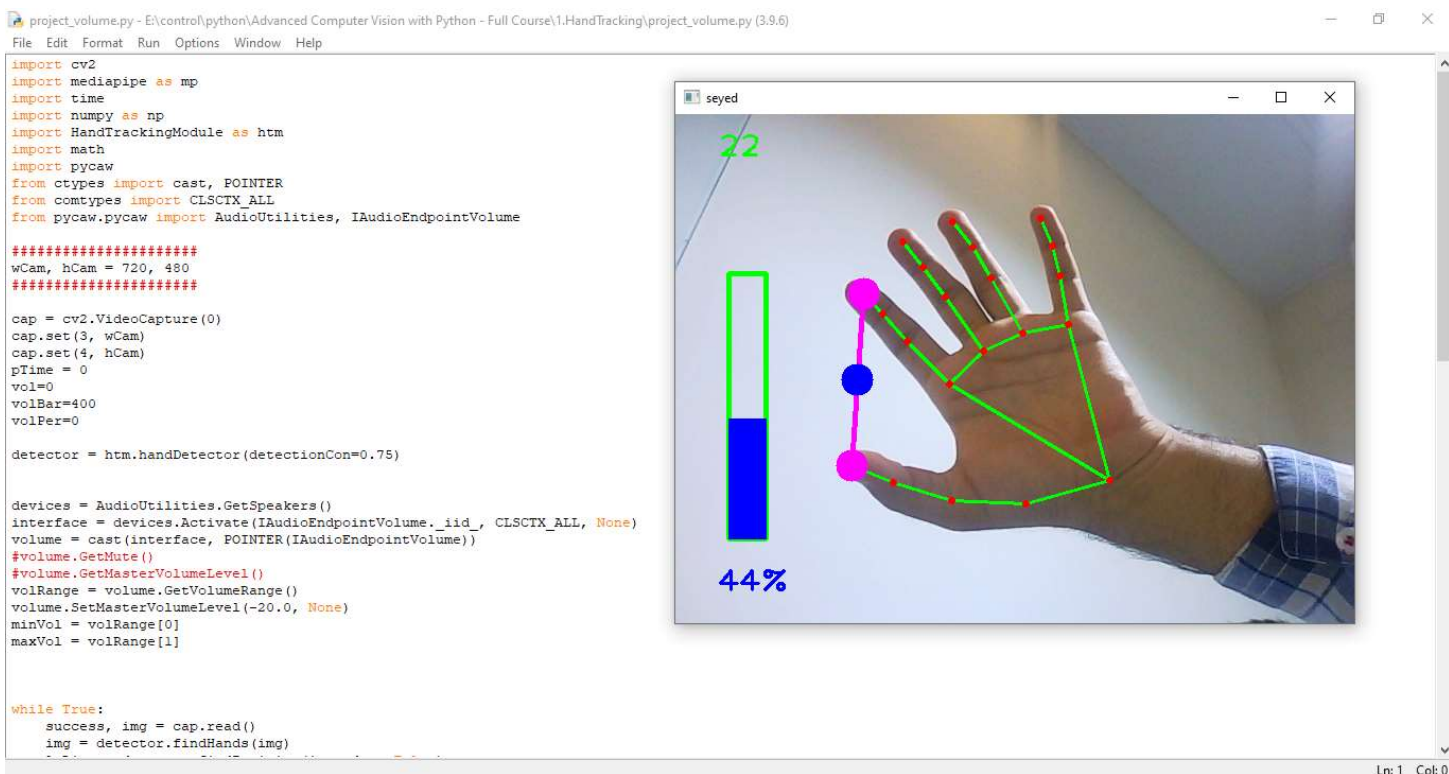 project_volume.py - E:\control\python\Advanced Computer Vision with Python - Full Course\1.HandTracking\project_volume.py (3.9.6)
File Edit Format Run Options Window Help
import cv2
import mediapipe as mp
import time
import numpy as np
import HandTrackingModule as htm
import math
import pycaw
from ctypes import cast, POINTER
from comtypes import CLSCTX_ALL
from pycaw.pycaw import AudioUtilities, IAudioEndpointVolume
######################
wCam, hCam = 720, 480
######################
cap = cv2.VideoCapture(0)
cap.set(3, wCam)
cap.set(4, hCam)
pTime = 0
vol=0
volBar=400
volPer=0
detector = htm.handDetector(detectionCon=0.75)
devices = AudioUtilities.GetSpeakers()
interface = devices.Activate(IAudioEndpointVolume._iid_, CLSCTX_ALL, None)
volume = cast(interface, POINTER(IAudioEndpointVolume))
#volume.GetMute()
#volume.GetMasterVolumeLevel()
volRange = volume.GetVolumeRange()
volume.SetMasterVolumeLevel(-20.0, None)
minVol = volRange[0]
maxVol = volRange[1]
while True:
    success, img = cap.read()
    img = detector.findHands(img)
seyed
22
44%
Ln: 1 Col: 0